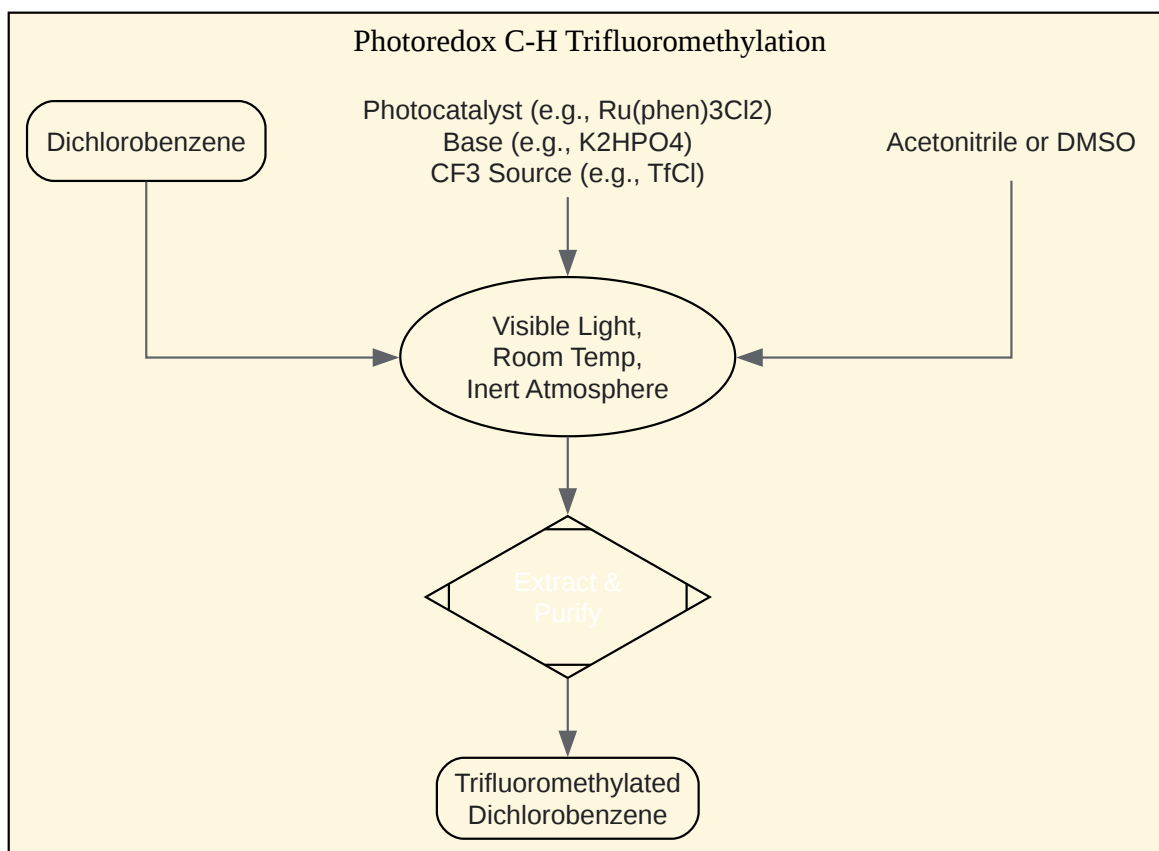 Photoredox C-H Trifluoromethylation
Dichlorobenzene
Photocatalyst (e.g., Ru(phen)3Cl2)
Base (e.g., K2HPO4)
CF3 Source (e.g., TfCl)
Acetonitrile or DMSO
Visible Light,
Room Temp,
Inert Atmosphere
Extract &
Purify
Trifluoromethylated
Dichlorobenzene